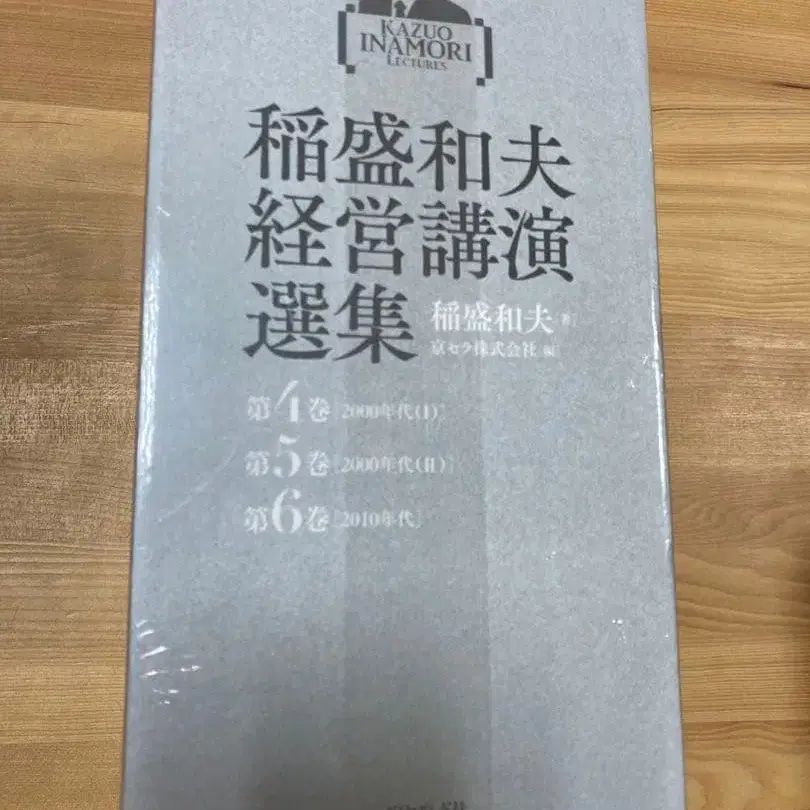 KAZUO
INAMORI
LECTURES
稲盛和夫
経営講演
選集
稲盛和夫 著
京セラ株式会社 編
第4巻[2000年代(I)]
第5巻[2000年代(II)]
第6巻[2010年代]